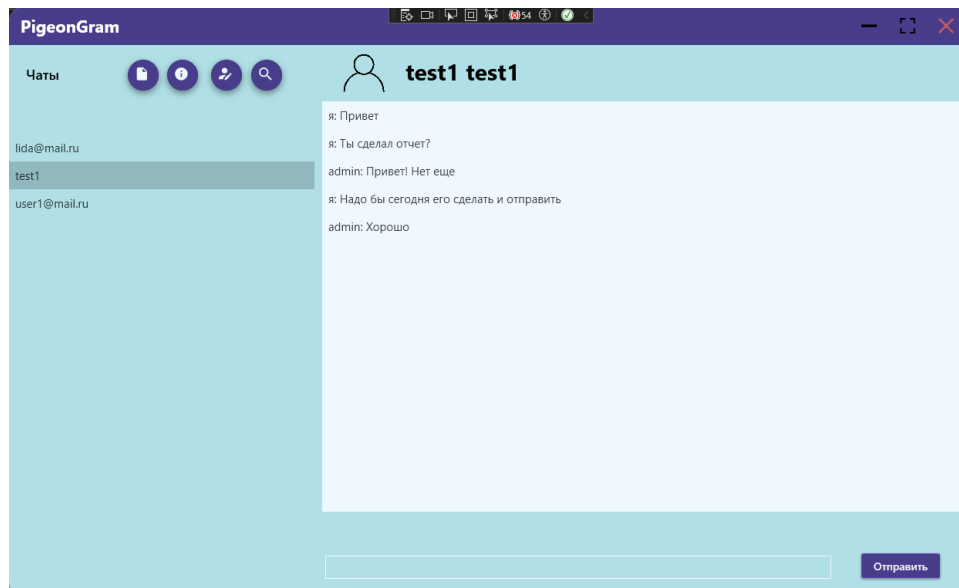 PigeonGram
54
Чаты
test1 test1
lida@mail.ru
test1
user1@mail.ru
я: Привет
я: Ты сделал отчет?
admin: Привет! Нет еще
я: Надо бы сегодня его сделать и отправить
admin: Хорошо
Отправить